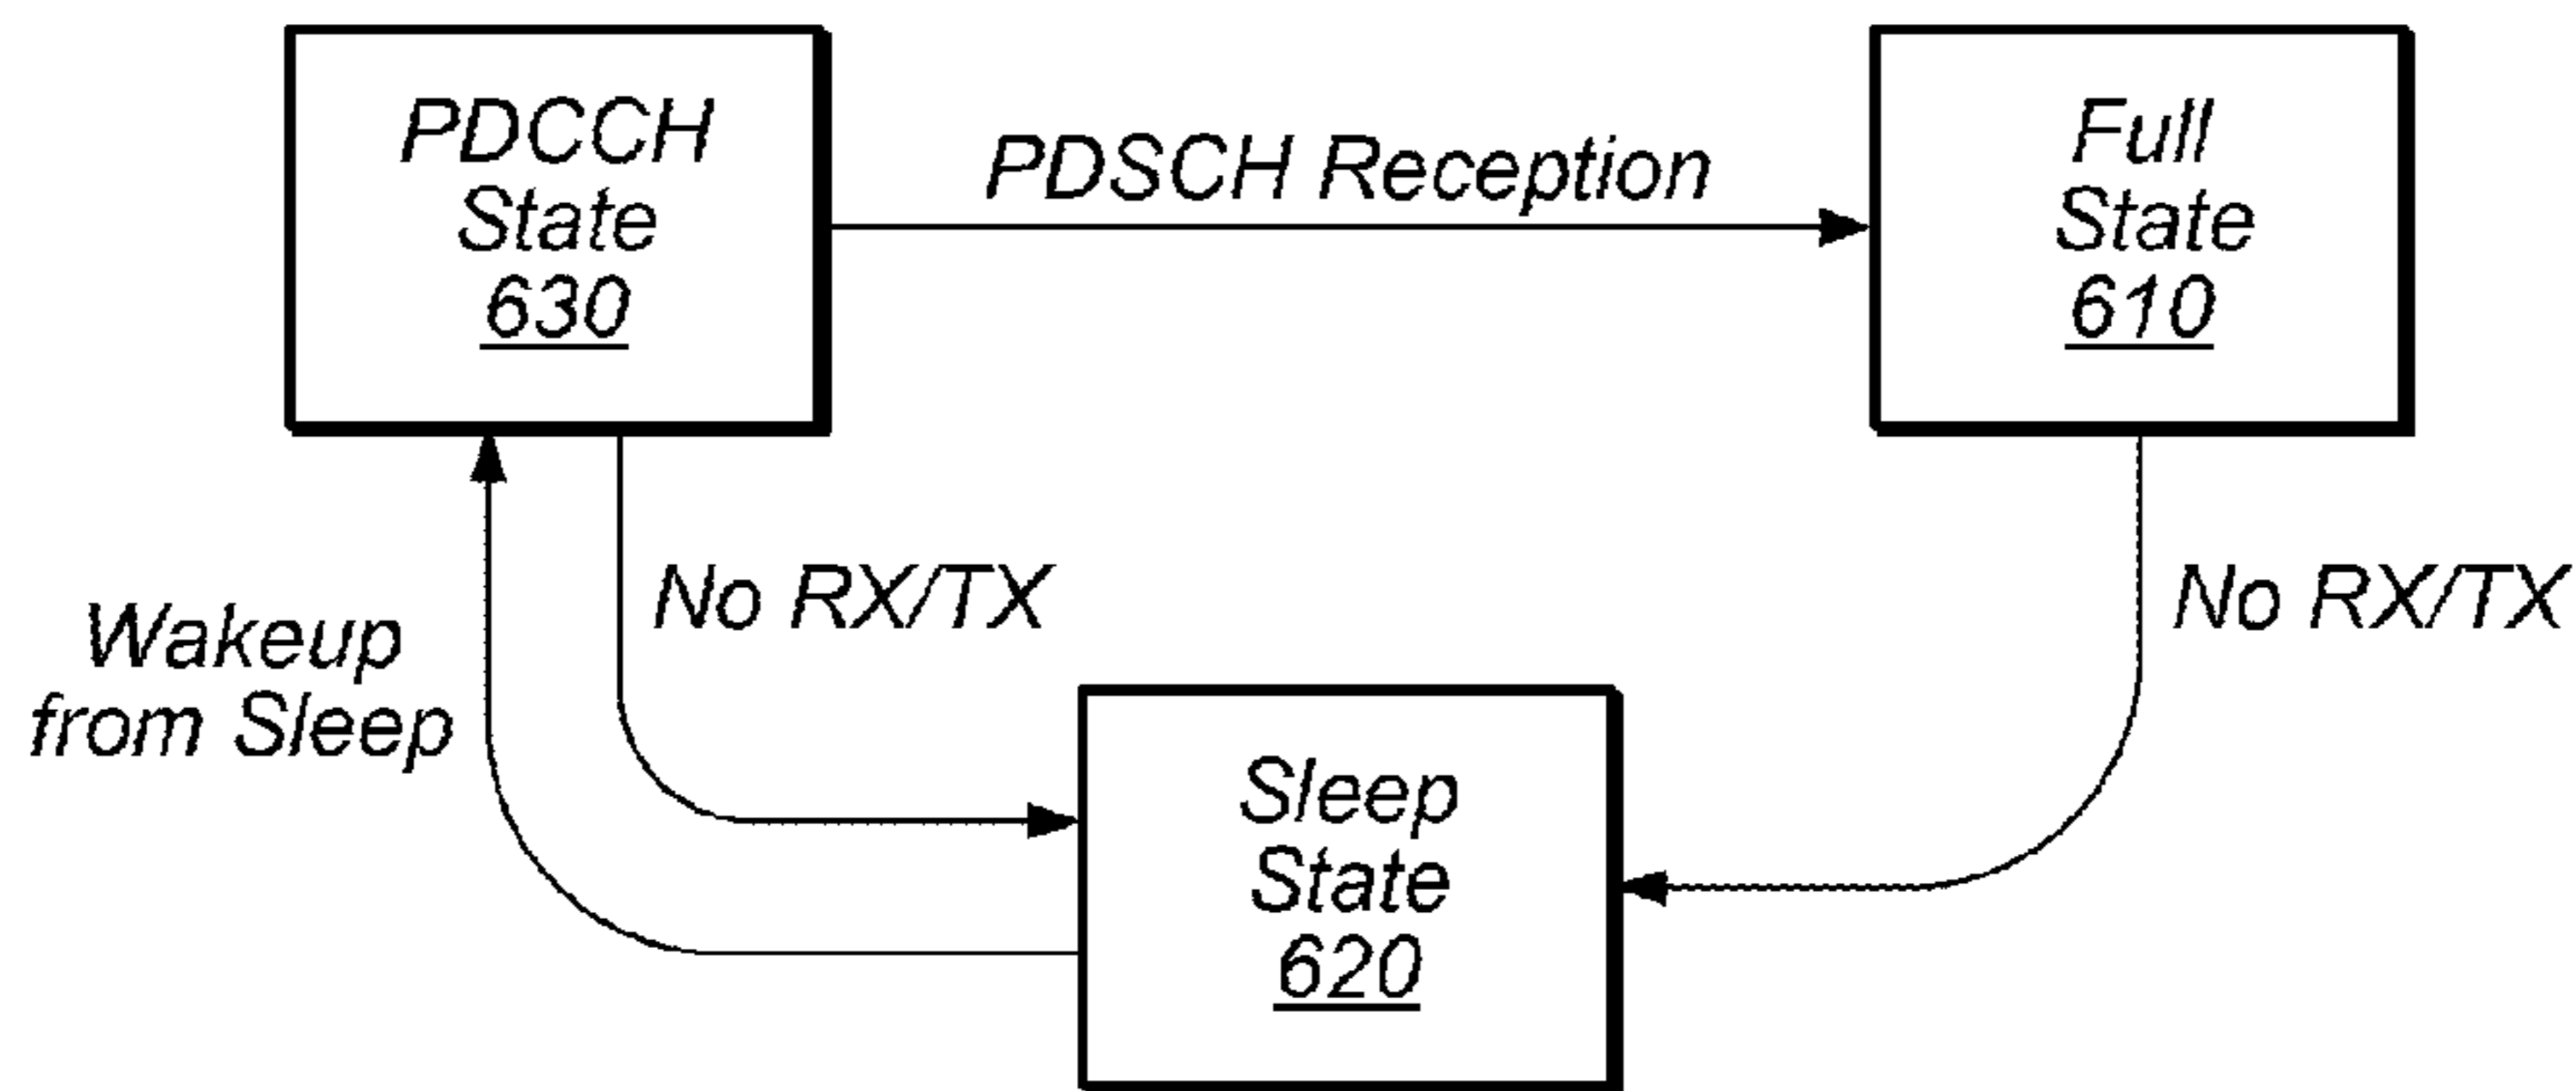 PDCCH
State
630
PDSCH Reception
Full
State
610
Wakeup
from Sleep
No RX/TX
No RX/TX
Sleep
State
620